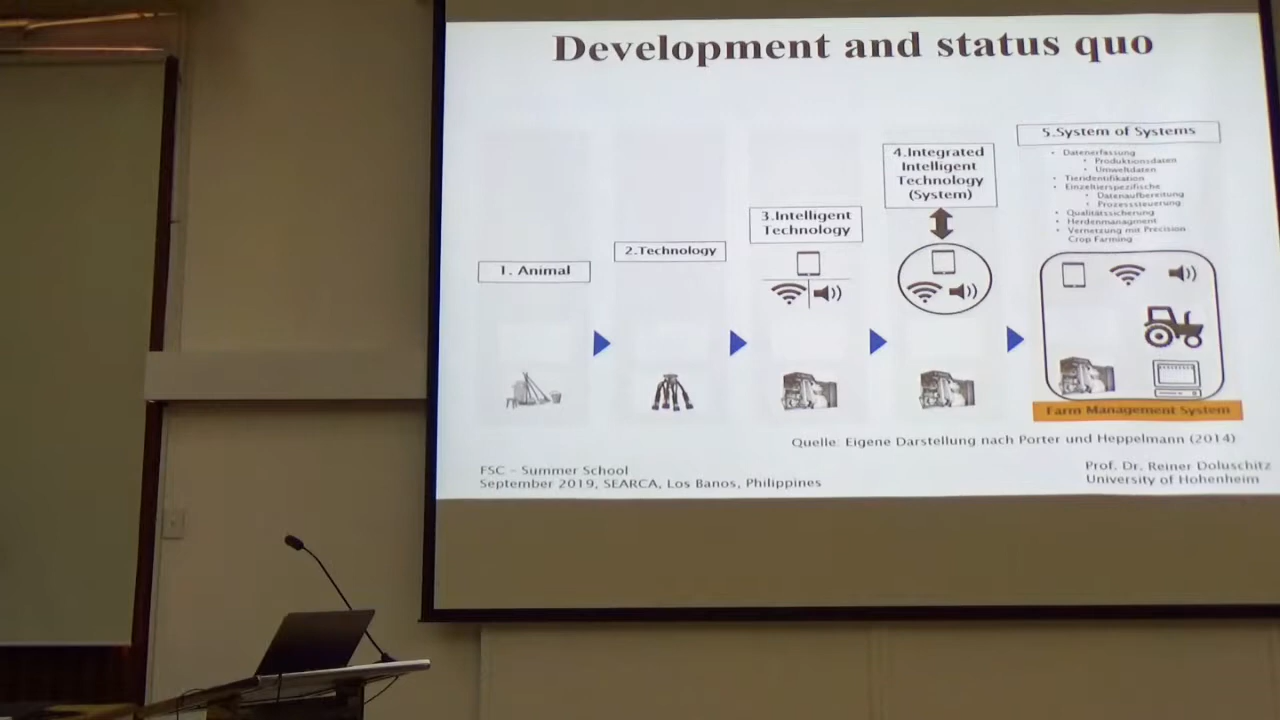 Development and status quo
1. Animal
2.Technology
3.Intelligent
Technology
4.Integrated
Intelligent
Technology
(System)
5.System of Systems
• Datenerfassung
• Produktionsdaten
• Umweltdaten
• Tieridentifikation
• Einzeltierspezifische
• Datenaufbereitung
• Prozesssteuerung
• Qualitätssicherung
• Herdenmanagment
• Vernetzung mit Precision
Crop Farming
Farm Management System
Quelle: Eigene Darstellung nach Porter und Heppelmann (2014)
FSC – Summer School
September 2019, SEARCA, Los Banos, Philippines
Prof. Dr. Reiner Doluschitz
University of Hohenheim